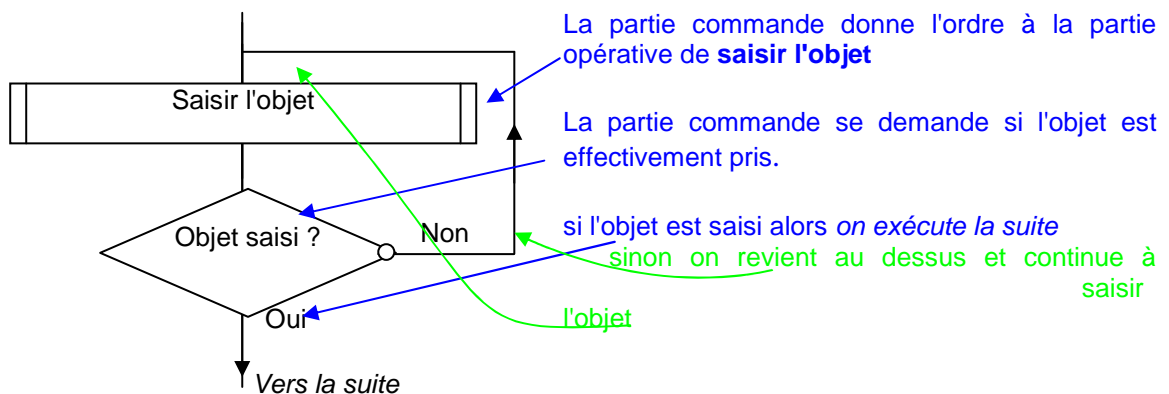 La partie commande donne l'ordre à la partie
opérative de saisir l'objet
Saisir l'objet
La partie commande se demande si l'objet est
effectivement pris.
Objet saisi ?
Non
si l'objet est saisi alors on exécute la suite
sinon on revient au dessus et continue à
saisir
l'objet
Oui
Vers la suite